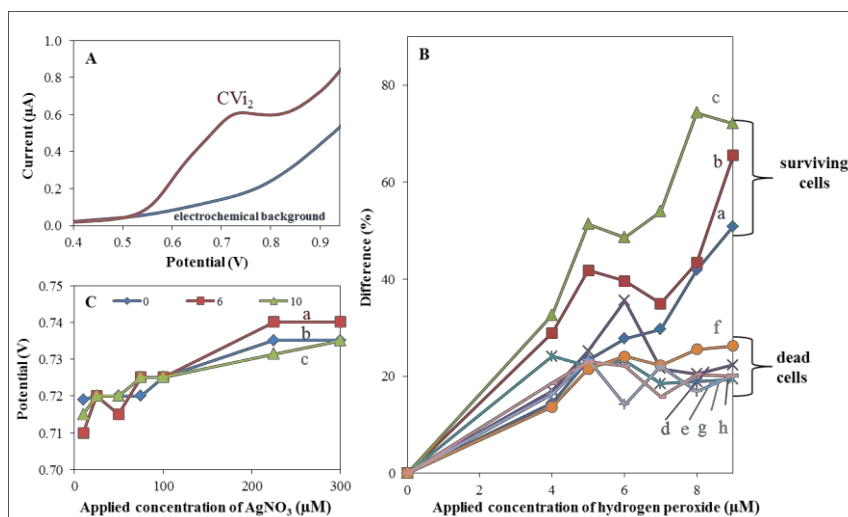 A
1.0
0.8
0.6
0.4
0.2
0.0
Current (µA)
CVi₂
electrochemical background
0.4 0.5 0.6 0.7 0.8 0.9
Potential (V)
C
0 6 10
0.75
0.74
0.73
0.72
0.71
0.70
Potential (V)
a
b
c
0 50 100 150 200 250 300
Applied concentration of AgNO₃ (µM)
B
80
60
40
20
0
Difference (%)
c
b
a
surviving
cells
f
dead
cells
d e g h
0 2 4 6 8
Applied concentration of hydrogen peroxide (µM)